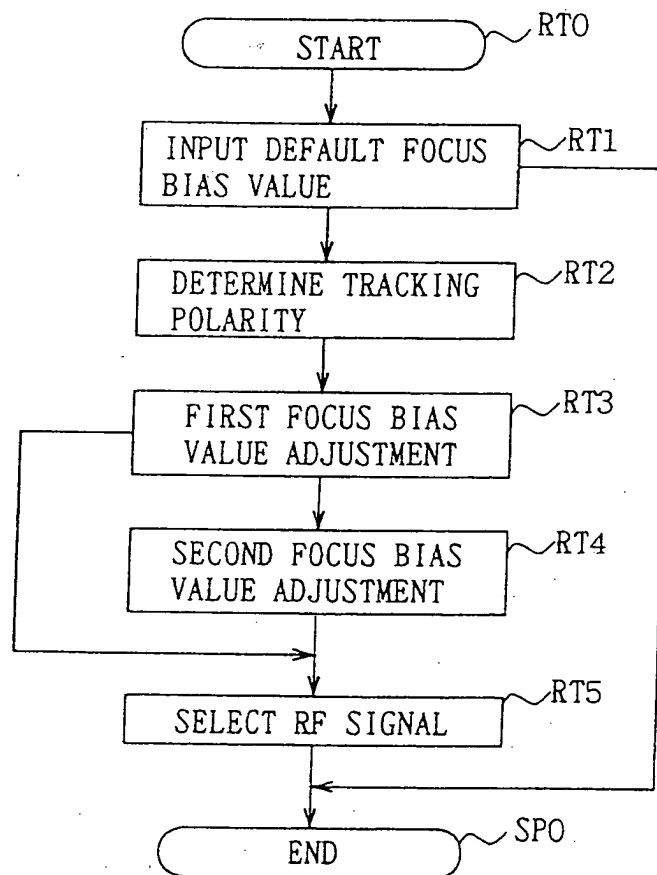 START
RT0
INPUT DEFAULT FOCUS
BIAS VALUE
RT1
DETERMINE TRACKING
POLARITY
RT2
FIRST FOCUS BIAS
VALUE ADJUSTMENT
RT3
SECOND FOCUS BIAS
VALUE ADJUSTMENT
RT4
SELECT RF SIGNAL
RT5
END
SP0